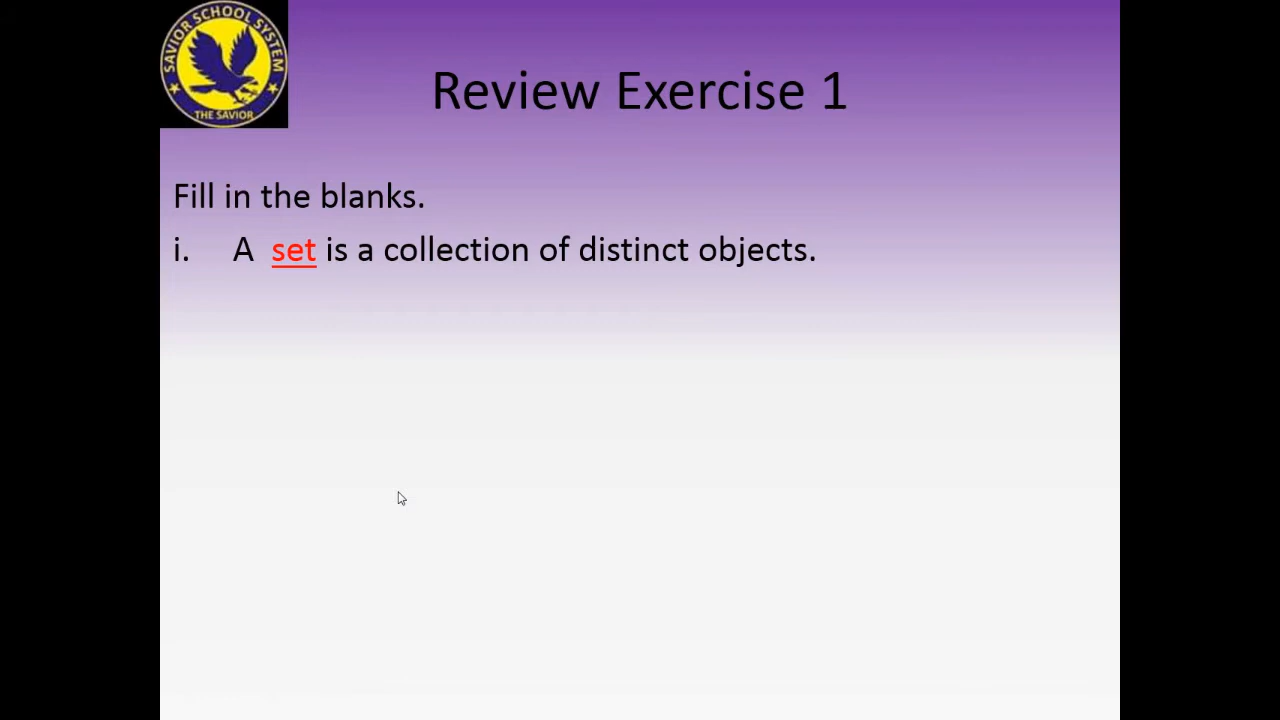 SAVIOR SCHOOL SYSTEM
THE SAVIOR
Review Exercise 1
Fill in the blanks.
i. A set is a collection of distinct objects.